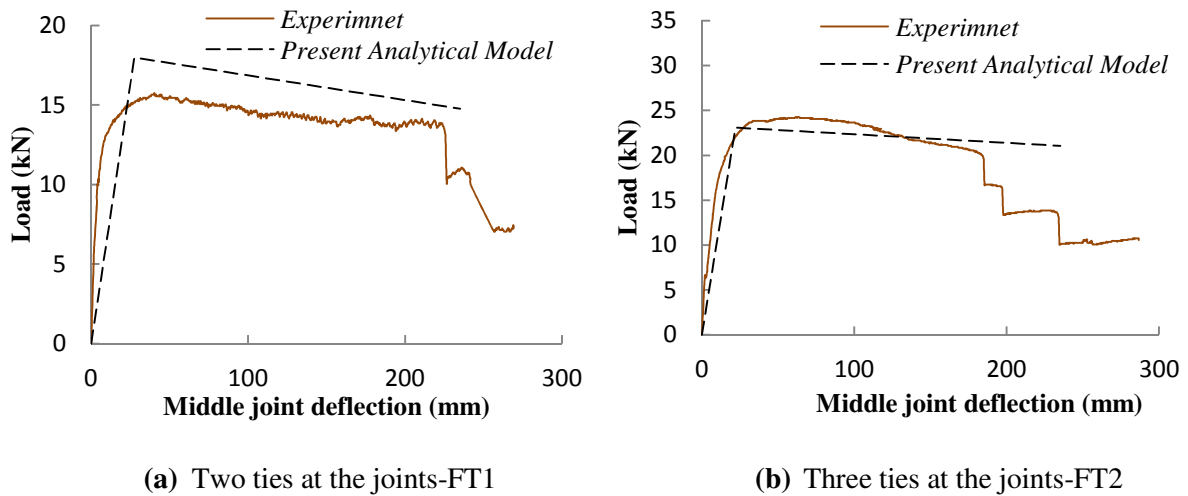 Experimnet
Present Analytical Model
20
15
10
5
0
Load (kN)
0 100 200 300
Middle joint deflection (mm)
(a) Two ties at the joints-FT1
Experimnet
Present Analytical Model
35
30
25
20
15
10
5
0
Load (kN)
0 100 200 300
Middle joint deflection (mm)
(b) Three ties at the joints-FT2